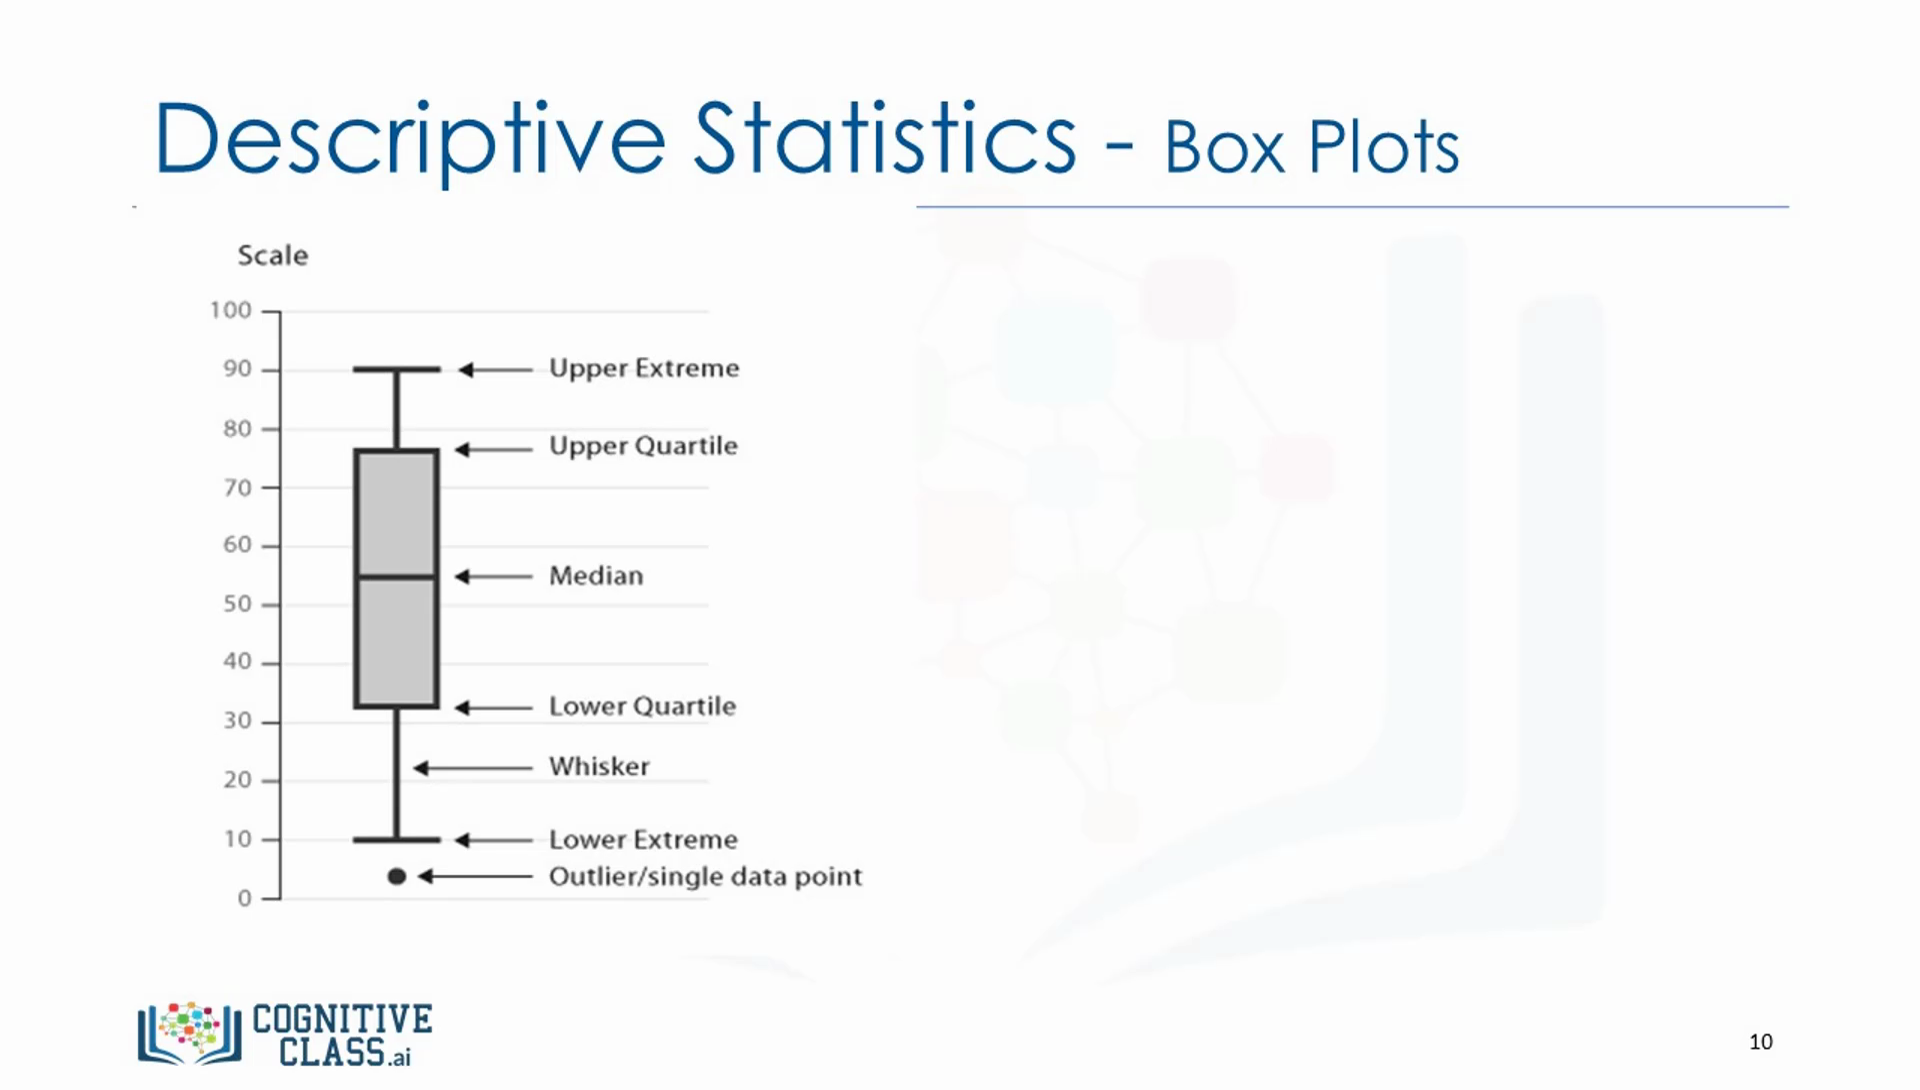 Descriptive Statistics - Box Plots
Scale
100
90
Upper Extreme
80
Upper Quartile
70
60
Median
50
40
Lower Quartile
30
Whisker
20
10
Lower Extreme
Outlier/single data point
0
COGNITIVE
CLASS.ai
10